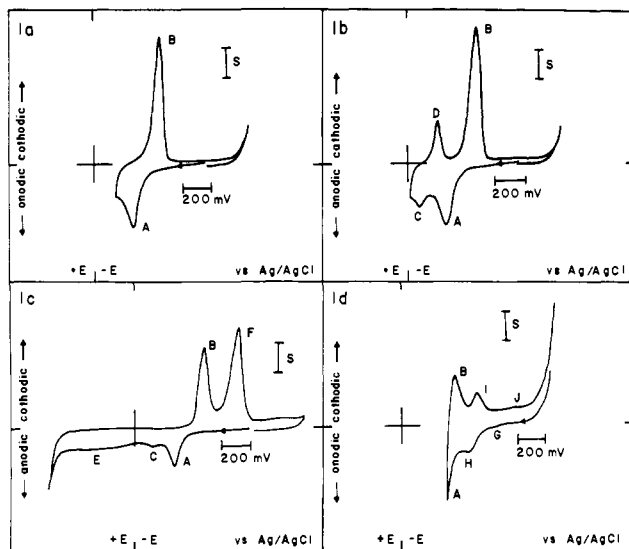 1a
B
S
← anodic cathodic →
200 mV
A
+E -E
vs Ag/AgCl
1b
B
S
D
← anodic cathodic →
200 mV
C
A
+E -E
vs Ag/AgCl
1c
B
F
S
← anodic cathodic →
E
C
A
200 mV
+E -E
vs Ag/AgCl
1d
S
B
I
J
← anodic cathodic →
G
200 mV
H
A
+E -E
vs Ag/AgCl